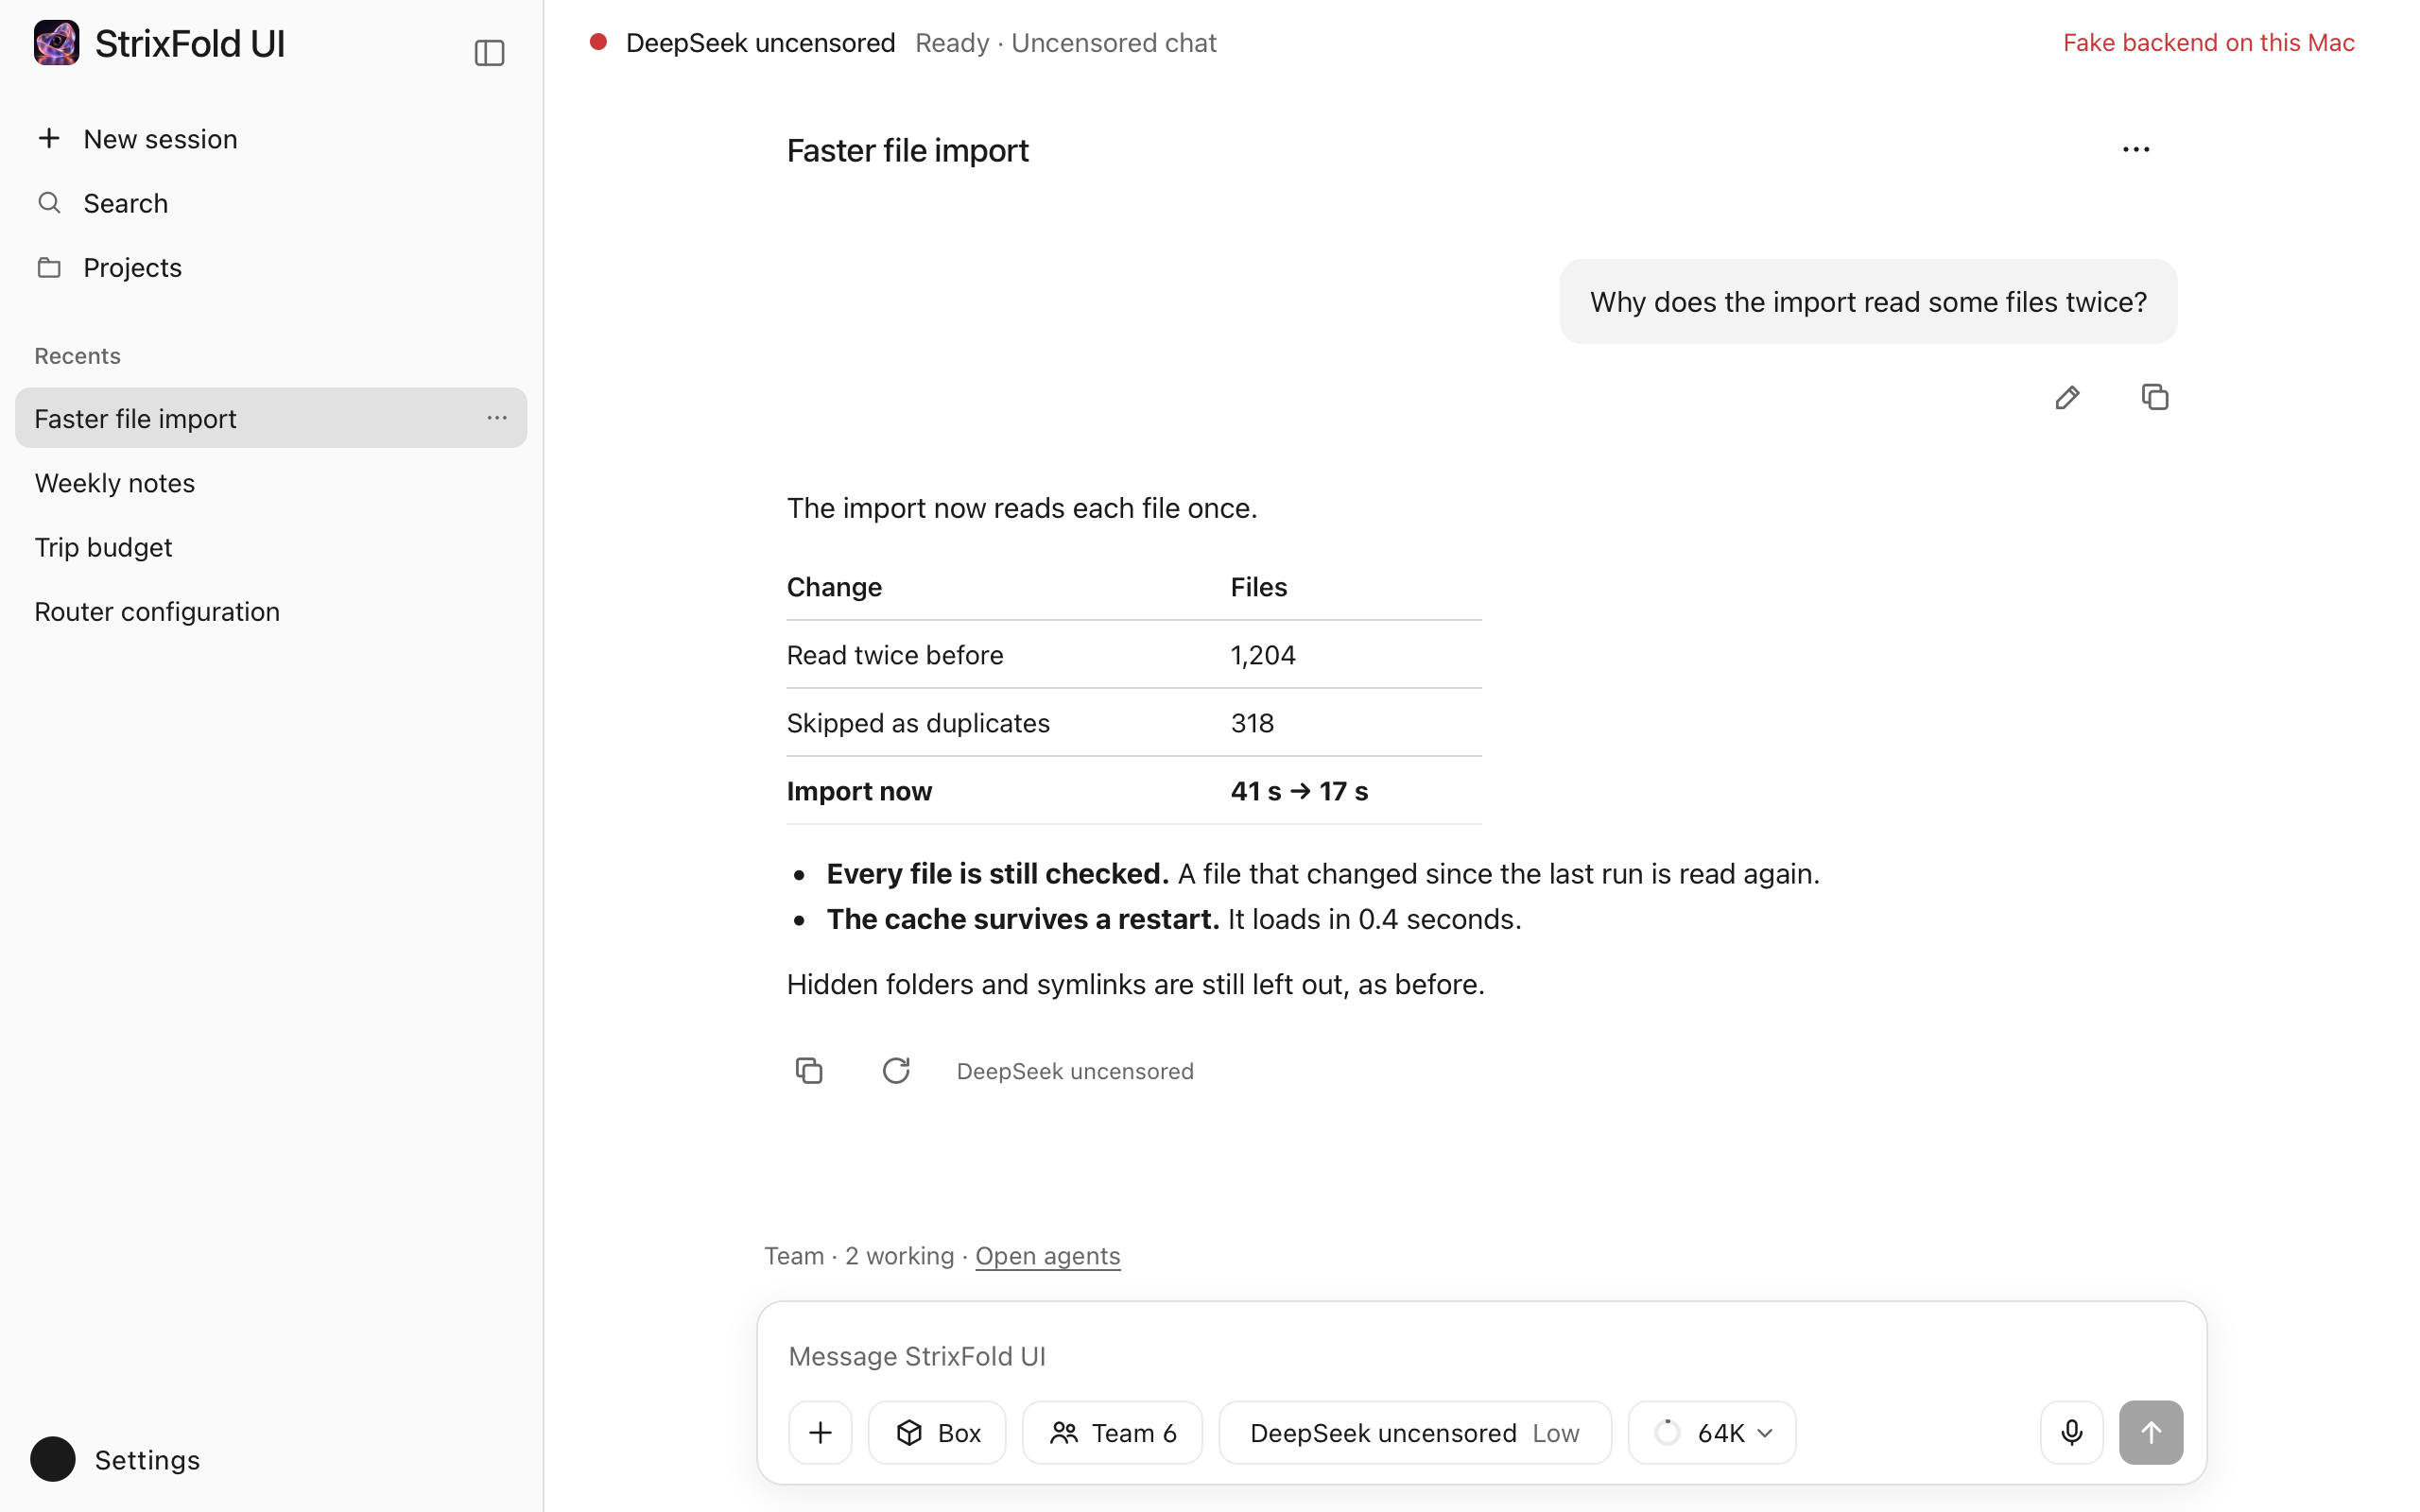 StrixFold UI
New session
Search
Projects
Recents
Faster file import
Weekly notes
Trip budget
Router configuration
Settings
DeepSeek uncensored Ready · Uncensored chat
Fake backend on this Mac
Faster file import
Why does the import read some files twice?
The import now reads each file once.
Change Files
Read twice before 1,204
Skipped as duplicates 318
Import now 41 s → 17 s
• Every file is still checked. A file that changed since the last run is read again.
• The cache survives a restart. It loads in 0.4 seconds.
Hidden folders and symlinks are still left out, as before.
DeepSeek uncensored
Team · 2 working · Open agents
Message StrixFold UI
Box Team 6 DeepSeek uncensored Low 64K